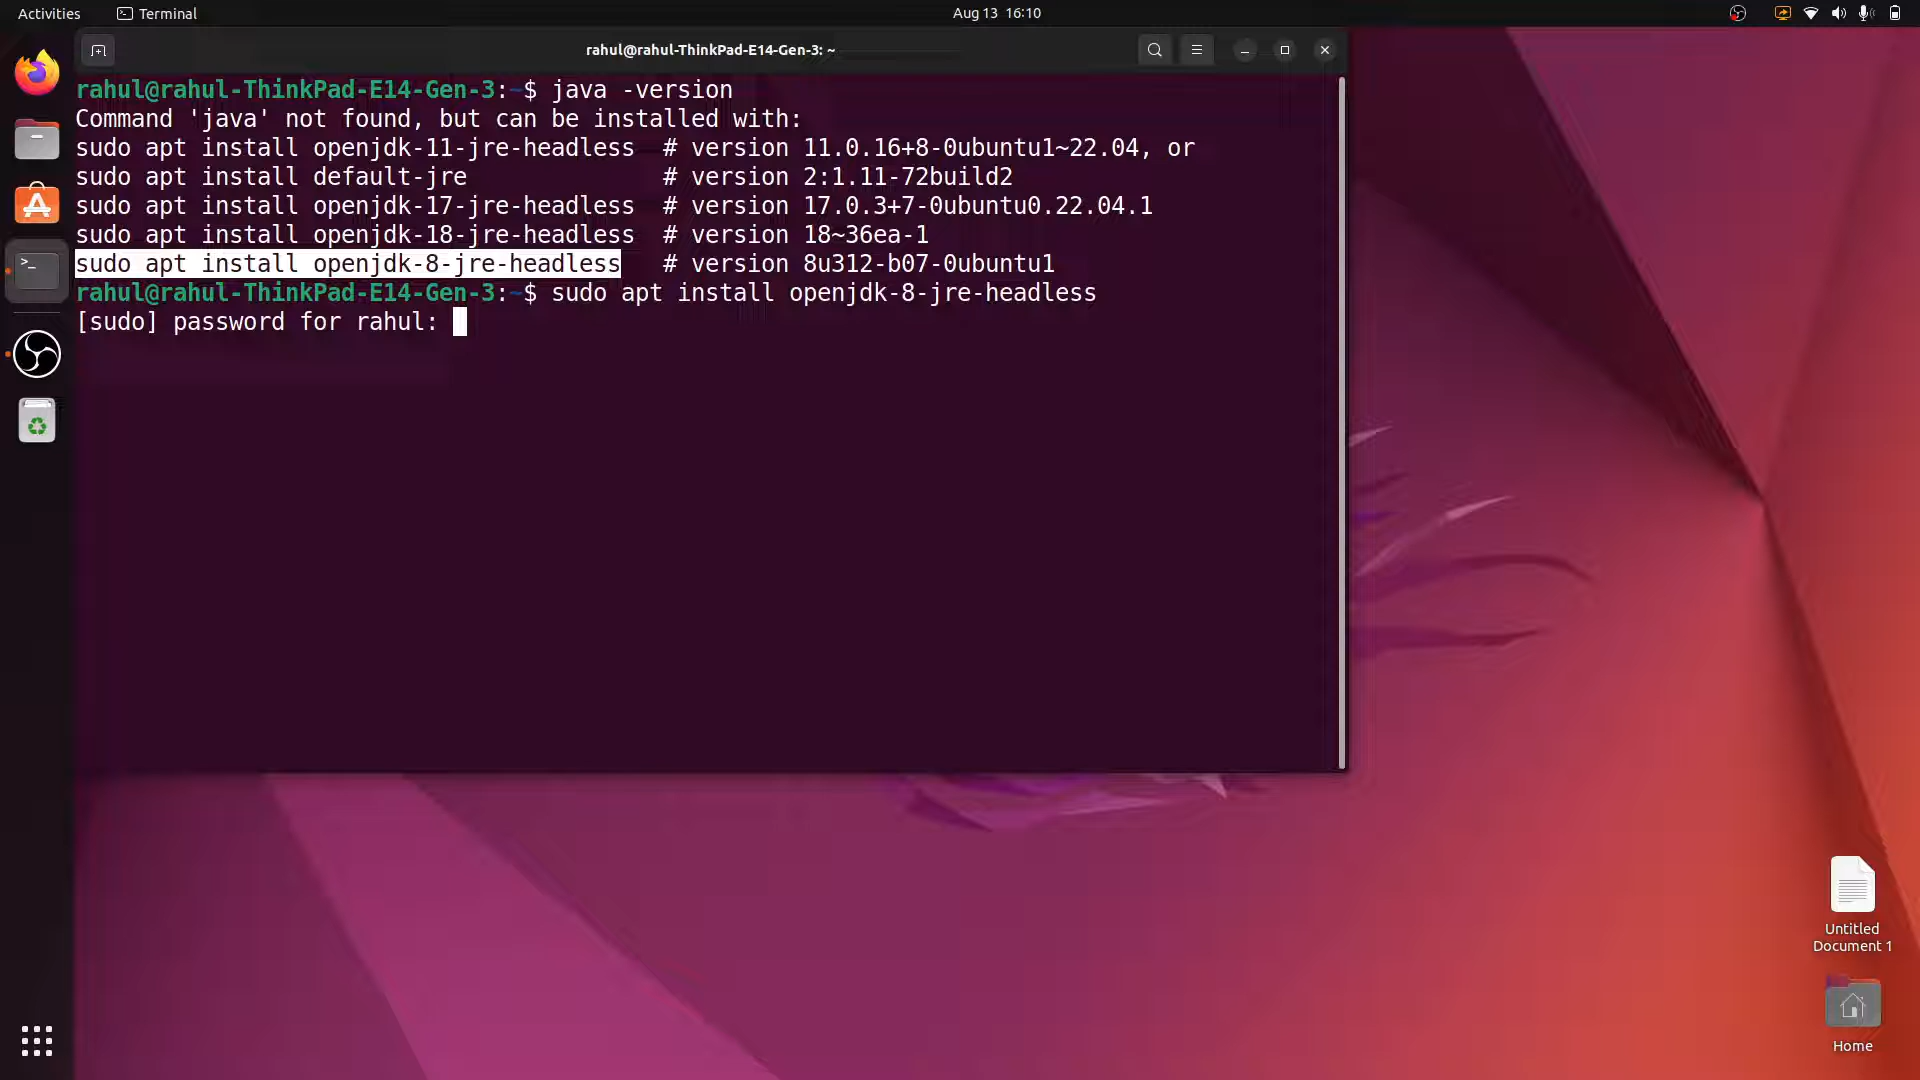 Activities Terminal Aug 13 16:10
rahul@rahul-ThinkPad-E14-Gen-3: ~
rahul@rahul-ThinkPad-E14-Gen-3:~$ java -version
Command 'java' not found, but can be installed with:
sudo apt install openjdk-11-jre-headless  # version 11.0.16+8-0ubuntu1~22.04, or
sudo apt install default-jre              # version 2:1.11-72build2
sudo apt install openjdk-17-jre-headless  # version 17.0.3+7-0ubuntu0.22.04.1
sudo apt install openjdk-18-jre-headless  # version 18~36ea-1
sudo apt install openjdk-8-jre-headless   # version 8u312-b07-0ubuntu1
rahul@rahul-ThinkPad-E14-Gen-3:~$ sudo apt install openjdk-8-jre-headless
[sudo] password for rahul:
Untitled
Document 1
Home